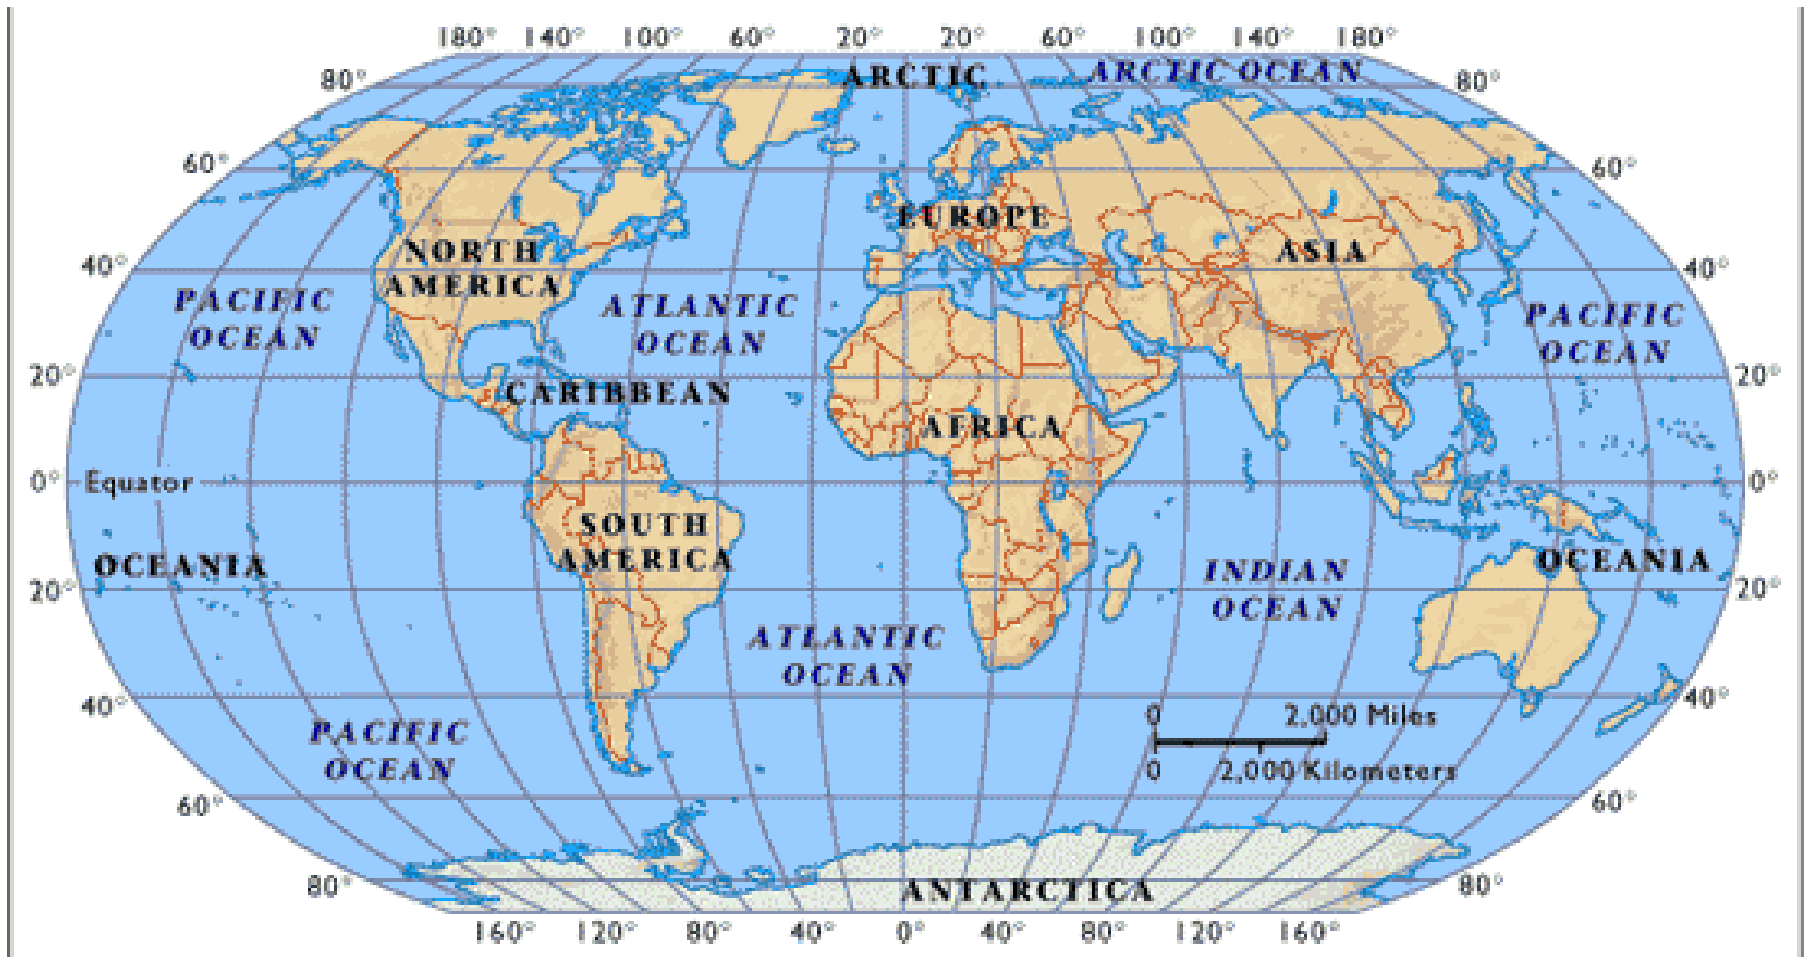 180° 140° 100° 60° 20° 20° 60° 100° 140° 180°
80° ARCTIC ARCTIC OCEAN 80°
60° 60°
EUROPE
NORTH AMERICA
ASIA
40° 40°
PACIFIC OCEAN
ATLANTIC OCEAN
PACIFIC OCEAN
20° 20°
CARIBBEAN
AFRICA
0° Equator 0°
SOUTH AMERICA
OCEANIA
OCEANIA
INDIAN OCEAN
20° 20°
ATLANTIC OCEAN
40° 40°
0 2,000 Miles
PACIFIC OCEAN
0 2,000 Kilometers
60° 60°
80° ANTARCTICA 80°
160° 120° 80° 40° 0° 40° 80° 120° 160°